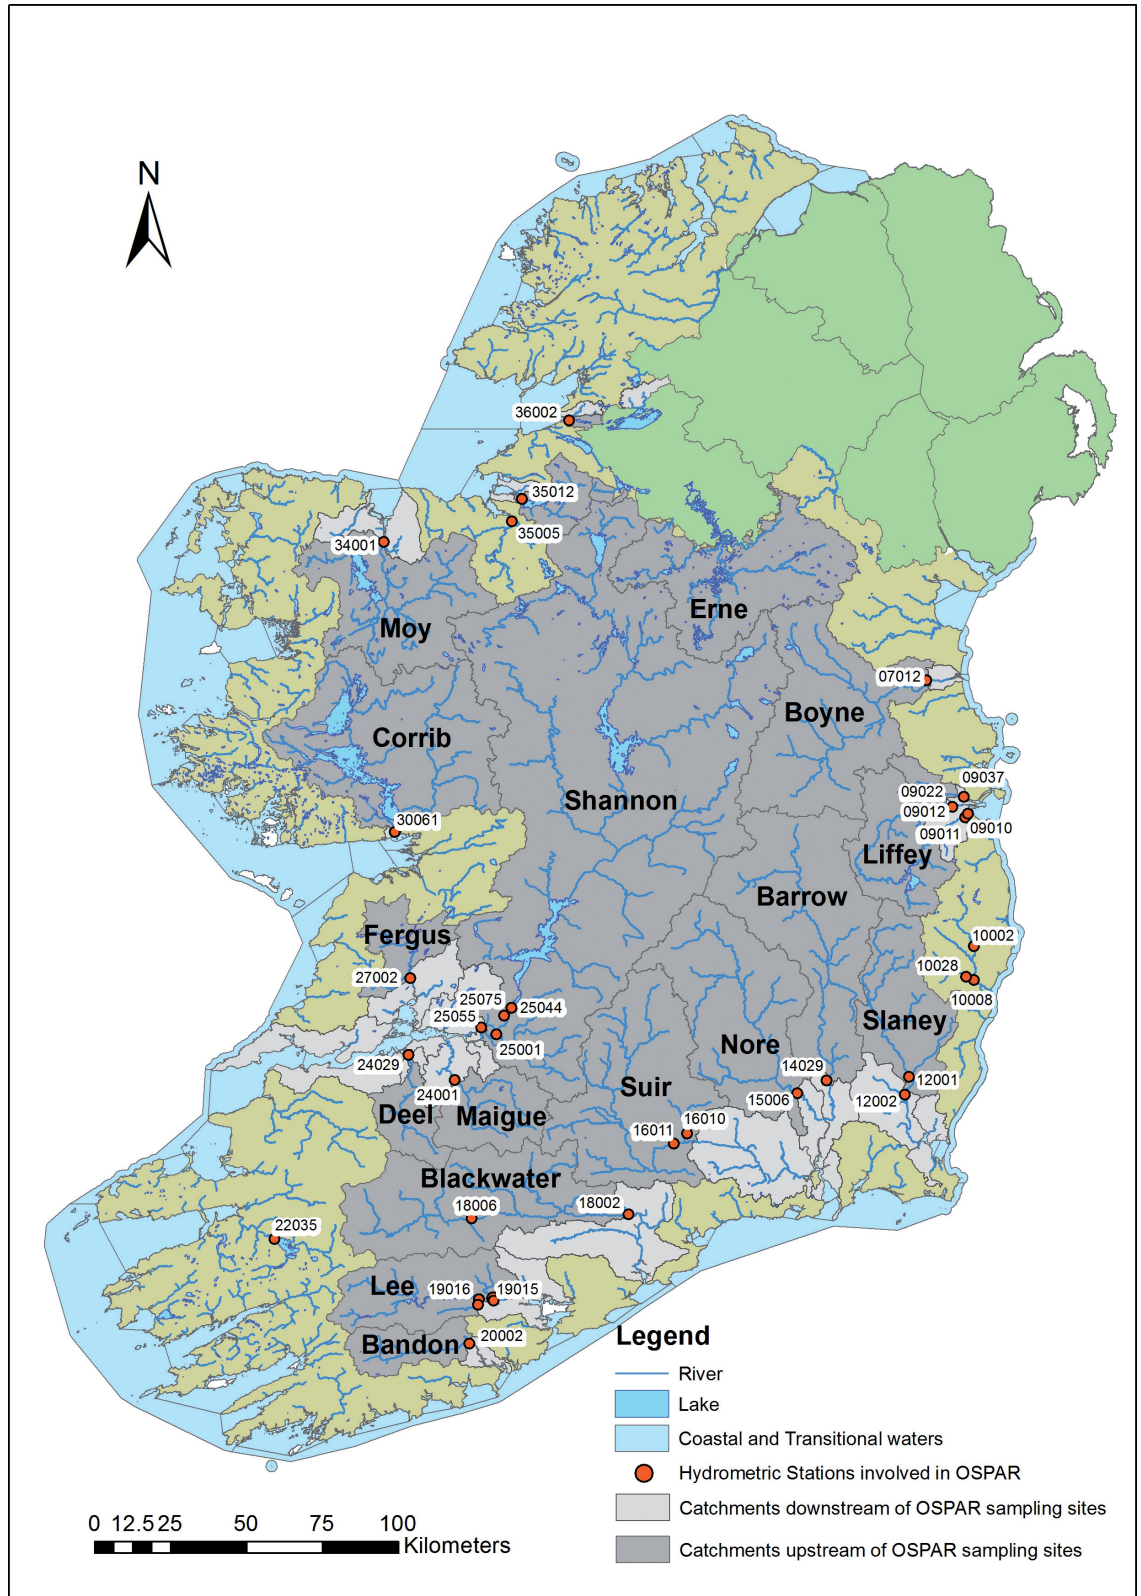 N
36002
35012
35005
34001
Erne
Moy
07012
Boyne
Corrib
09037
09022
Shannon
09012
30061
09010
09011
Liffey
Barrow
Fergus
10002
27002
10028
25075
25044
10008
25055
Slaney
25001
Nore
24029
14029
12001
24001
Suir
15006
12002
Deel
Maigue
16010
16011
Blackwater
18006
18002
22035
Lee
19016
19015
20002
Bandon
Legend
River
Lake
Coastal and Transitional waters
Hydrometric Stations involved in OSPAR
Catchments downstream of OSPAR sampling sites
Catchments upstream of OSPAR sampling sites
0 12.5 25 50 75 100
Kilometers